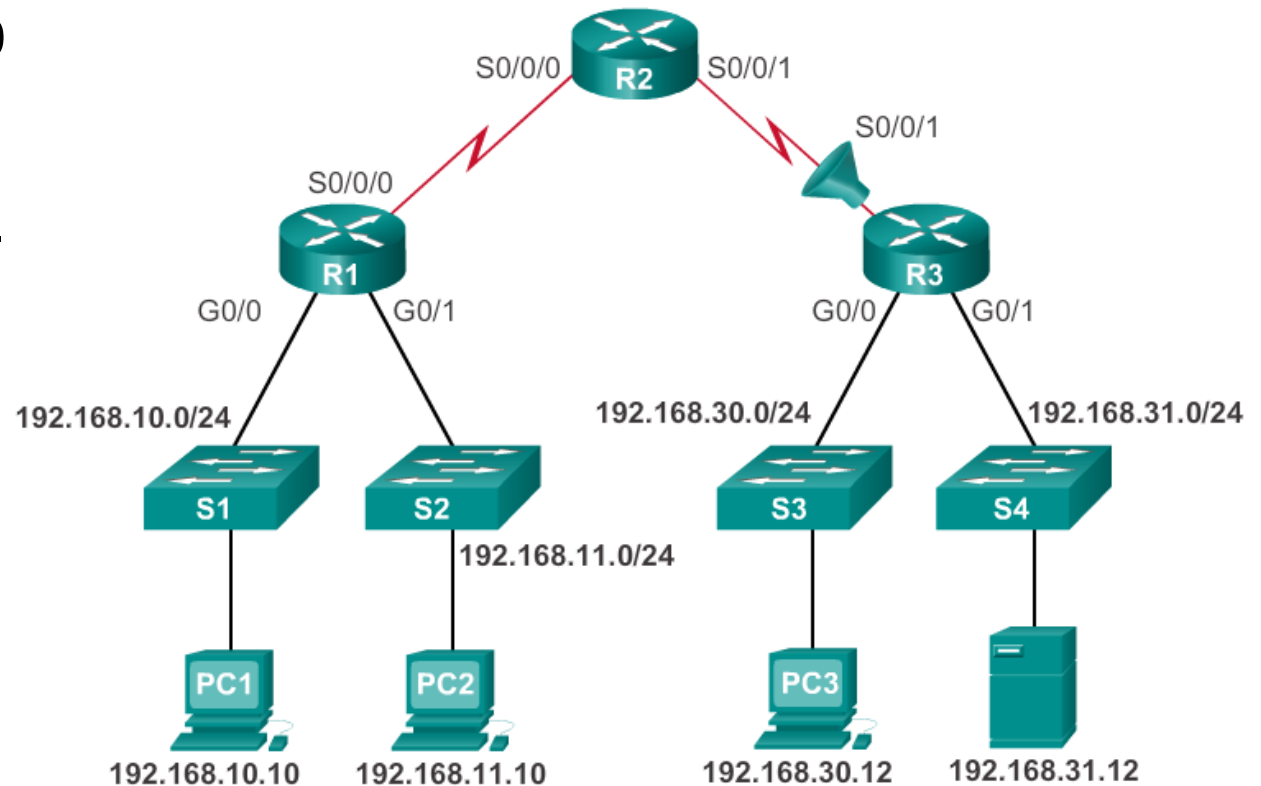 R2
S0/0/0
S0/0/1
S0/0/1
S0/0/0
R1
R3
G0/0
G0/1
G0/0
G0/1
192.168.10.0/24
192.168.30.0/24
192.168.31.0/24
S1
S2
S3
S4
192.168.11.0/24
PC1
PC2
PC3
192.168.10.10
192.168.11.10
192.168.30.12
192.168.31.12